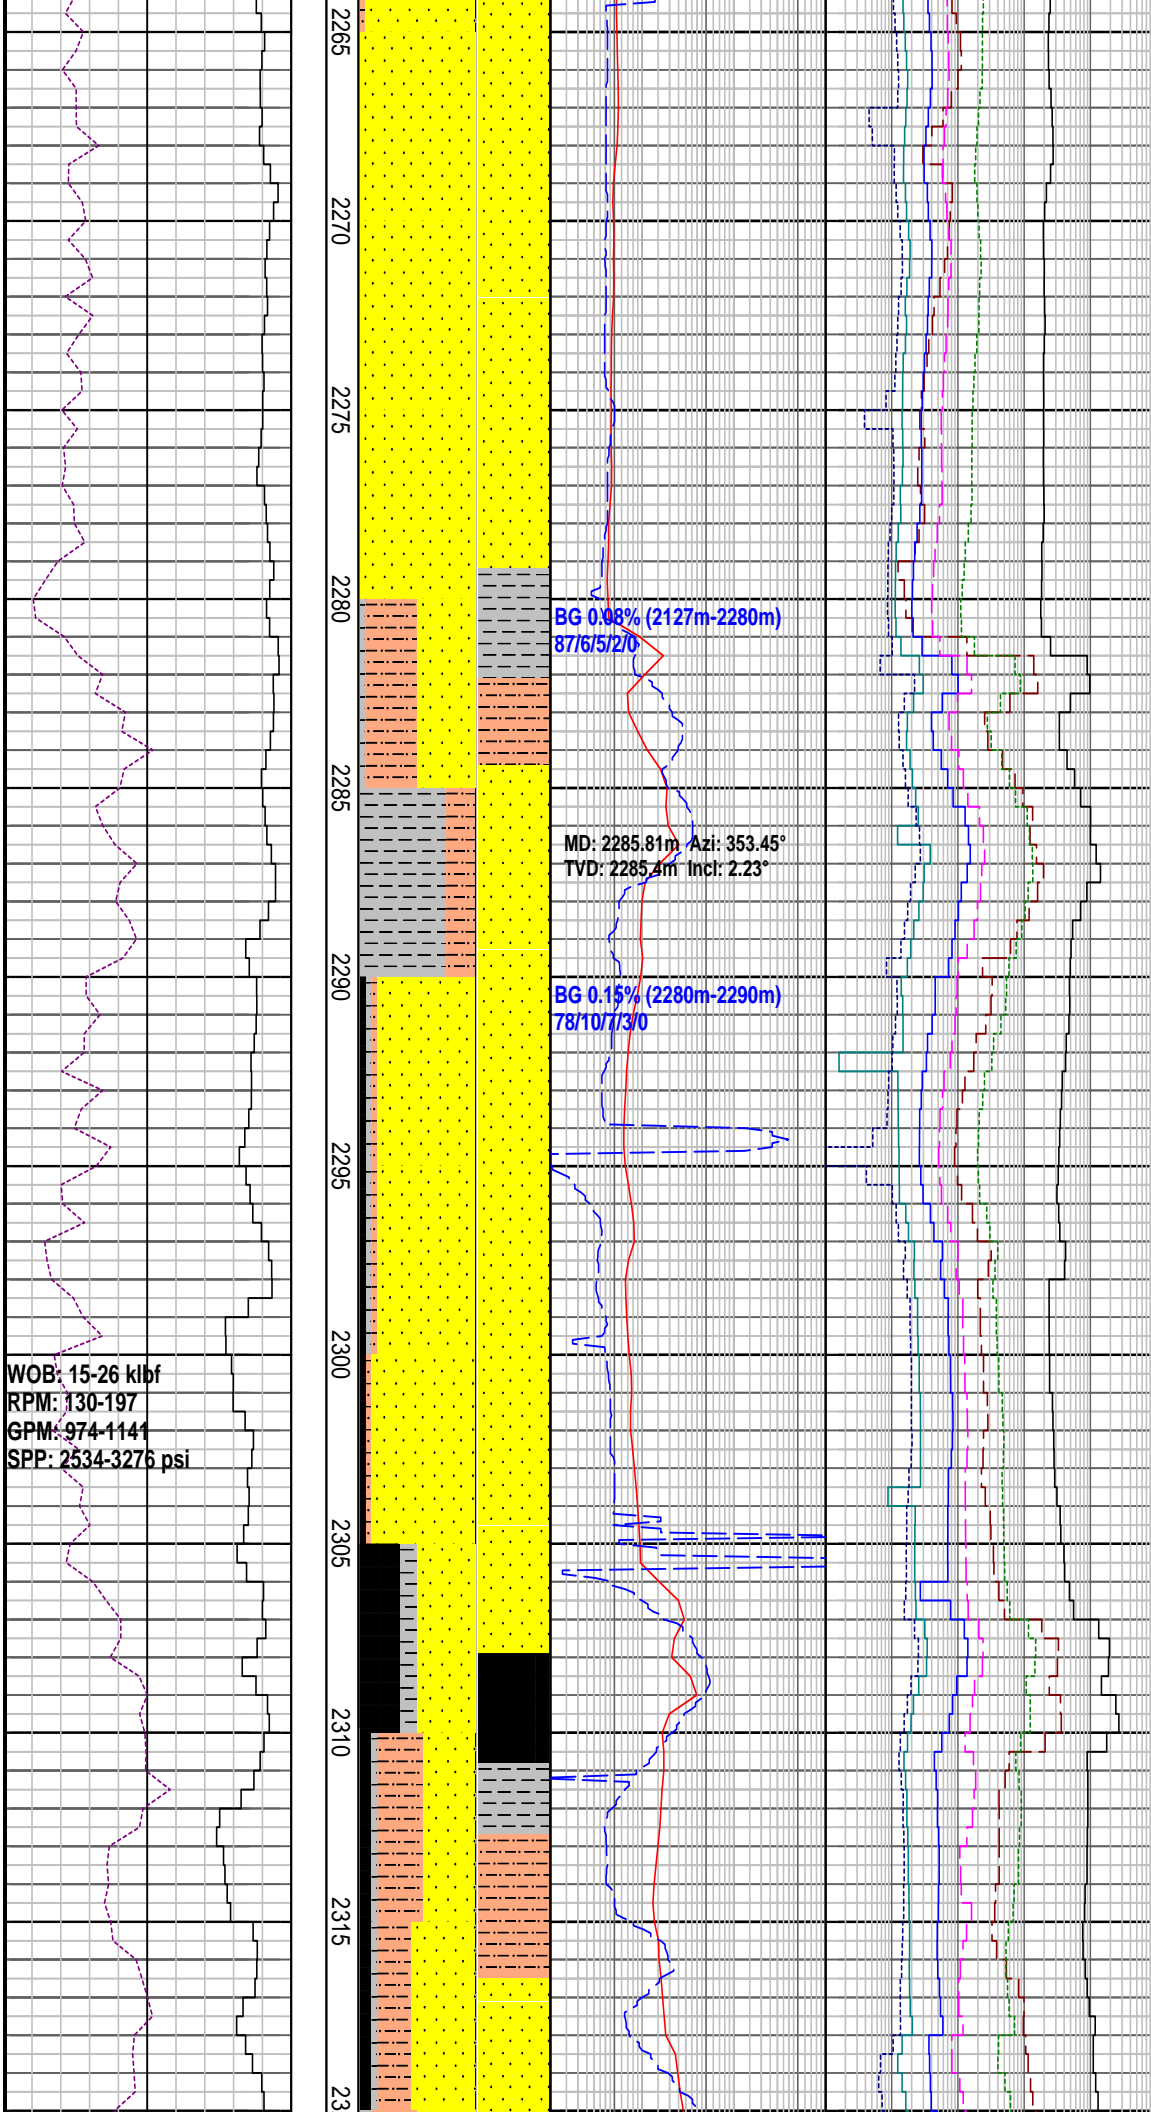 2265
2270
2275
2280
BG 0.08% (2127m-2280m)
87/6/5/2/0
2285
MD: 2285.81m Azi: 353.45°
TVD: 2285.4m Incl: 2.23°
2290
BG 0.15% (2280m-2290m)
78/10/7/3/0
2295
2300
WOB: 15-26 klbf
RPM: 130-197
GPM: 974-1141
SPP: 2534-3276 psi
2305
2310
2315
23